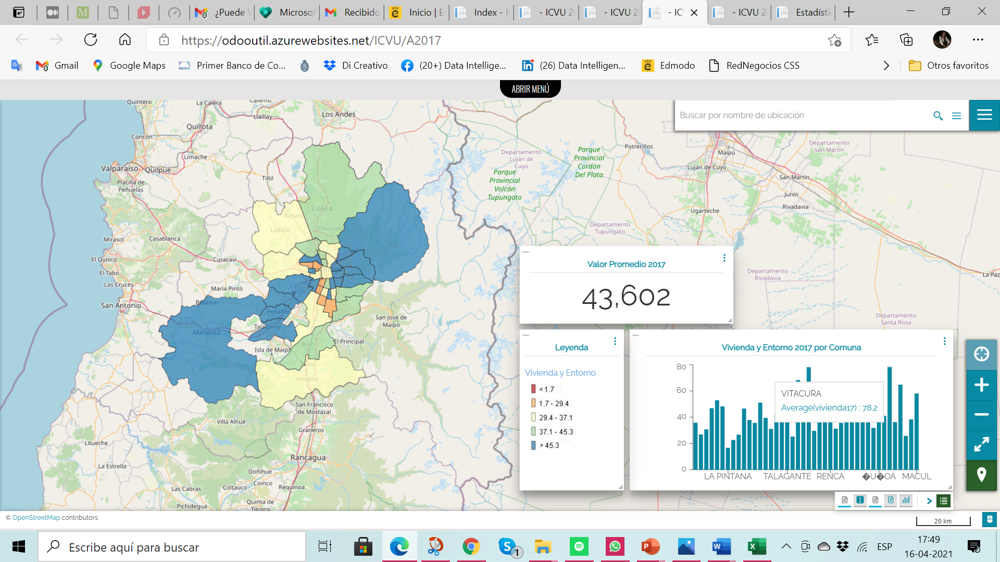 ¿Puede
Microsof
Recibido
Inicio | E
Index - I
- ICVU 2
- ICVU 2
- IC
- ICVU 2
Estadísti
https://odooutil.azurewebsites.net/ICVU/A2017
Gmail
Google Maps
Primer Banco de Co...
Di Creativo
(20+) Data Intellige...
(26) Data Intelligen...
Edmodo
RedNegocios CSS
Otros favoritos
ABRIR MENÚ
Buscar por nombre de ubicación
Quintero
La Calera
Catemu
Llaillay
Los Andes
Quillota
Concón
Limache
Valparaíso
Quilpué
Placilla de
Peñuelas
Tiltil
Colina
Batuco
Lampa
Chicureo
Mirasol
Casablanca
El Quisco
Curacaví
El Tabo
Las Cruces
María Pinto
San Antonio
Bollenar
Peñaflor
Melipilla
Talagante
Isla de Maipo
Buin
El Principal
San José de
Maipo
Paine
Hospital
San Francisco
de Mostazal
Villa Alhué
Graneros
Litueche
Rancagua
La Estrella
Doñihue
Coinco
Coltauco
Requinoa
Las Cabras
Quinta de
Tilcoco
Pichidegua
Departamento
Luján de
Cuyo
Parque
Provincial
Cordón
Del Plata
Parque
Provincial
Volcán
Tupungato
Potrerillos
Maipú
Luján de Cuyo
Departamento
San Martín
San Martín
Junín
Rivadavia
Ugarteche
Departamento
Tupungato
Departamento
Rivadavia
La Paz
Departamento
Santa Rosa
Valor Promedio 2017
43,602
Leyenda
Vivienda y Entorno
< 1.7
1.7 - 29.4
29.4 - 37.1
37.1 - 45.3
> 45.3
Vivienda y Entorno 2017 por Comuna
80
60
40
20
0
VITACURA
Average(vivienda17) : 78.2
LA PINTANA
TALAGANTE
RENCA
�U�OA
MACUL
1
© OpenStreetMap contributors.
20 km
Escribe aquí para buscar
1
ESP
17:49
16-04-2021